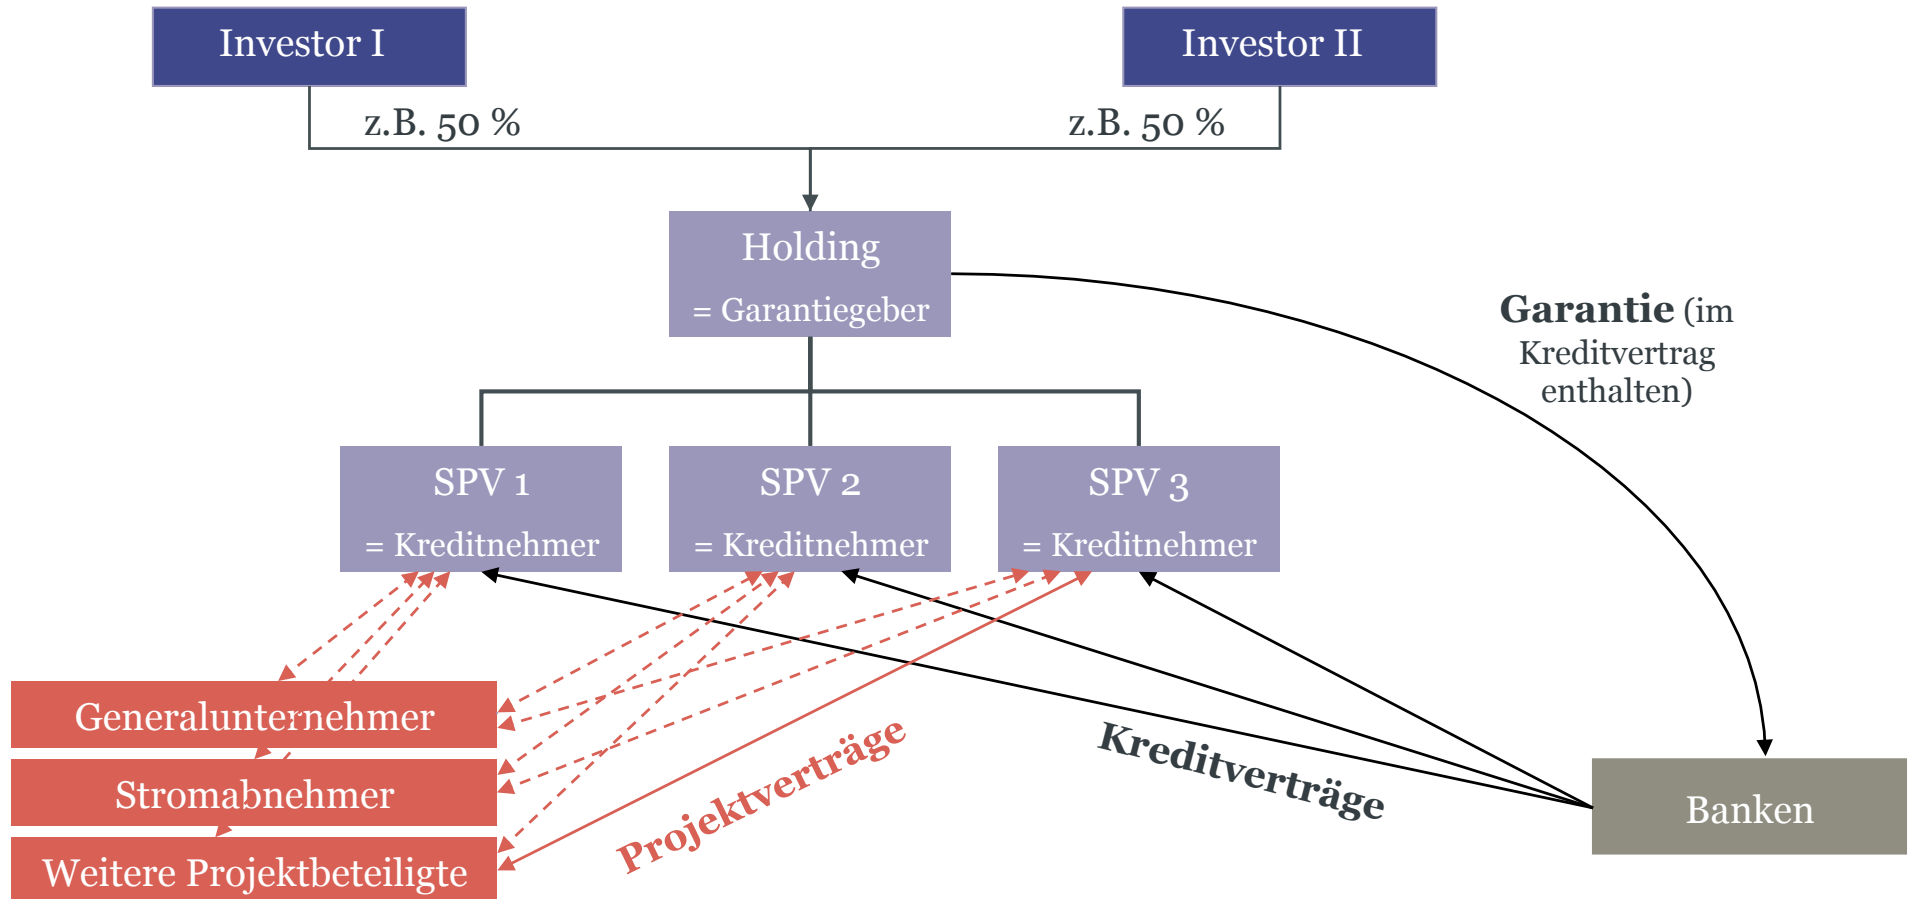 Investor I
Investor II
z.B. 50 %
z.B. 50 %
Holding
= Garantiegeber
Garantie (im
Kreditvertrag
enthalten)
SPV 1
= Kreditnehmer
SPV 2
= Kreditnehmer
SPV 3
= Kreditnehmer
Generalunternehmer
Stromabnehmer
Weitere Projektbeteiligte
Projektverträge
Kreditverträge
Banken